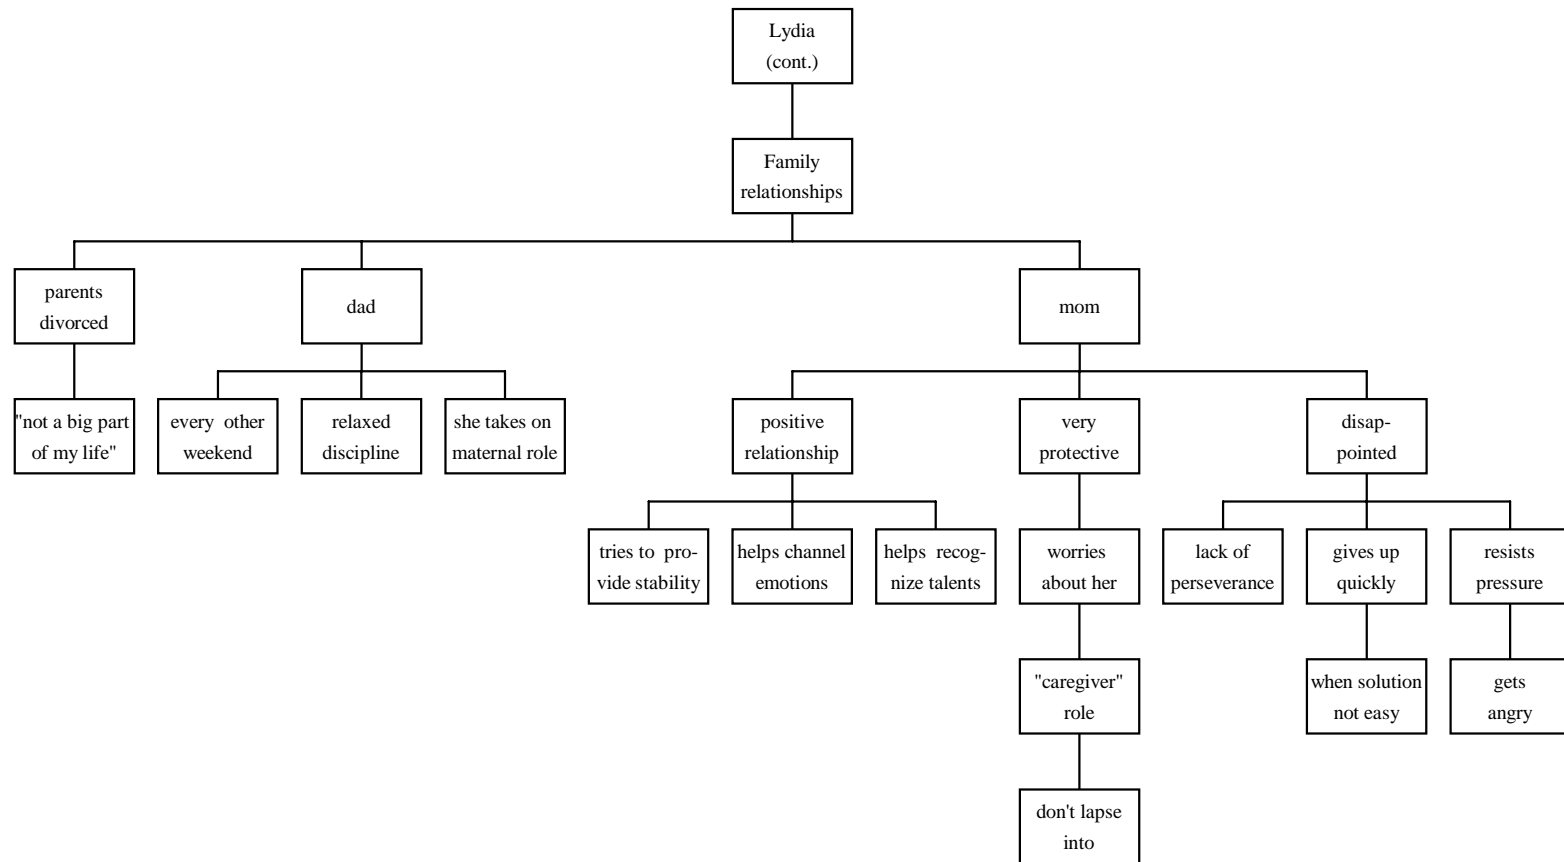 Lydia
(cont.)
Family
relationships
parents
divorced
dad
mom
"not a big part
of my life"
every other
weekend
relaxed
discipline
she takes on
maternal role
positive
relationship
very
protective
disap-
pointed
tries to pro-
vide stability
helps channel
emotions
helps recog-
nize talents
worries
about her
lack of
perseverance
gives up
quickly
resists
pressure
"caregiver"
role
when solution
not easy
gets
angry
don't lapse
into